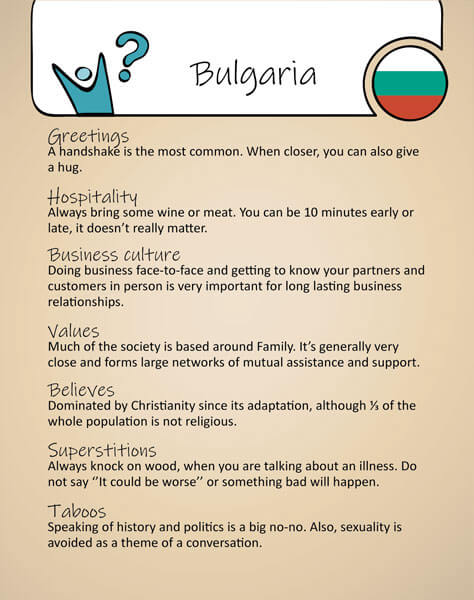 ?
Bulgaria
Greetings
A handshake is the most common. When closer, you can also give
a hug.
Hospitality
Always bring some wine or meat. You can be 10 minutes early or
late, it doesn’t really matter.
Business culture
Doing business face-to-face and getting to know your partners and
customers in person is very important for long lasting business
relationships.
Values
Much of the society is based around Family. It’s generally very
close and forms large networks of mutual assistance and support.
Believes
Dominated by Christianity since its adaptation, although ⅓ of the
whole population is not religious.
Superstitions
Always knock on wood, when you are talking about an illness. Do
not say ‘’It could be worse’’ or something bad will happen.
Taboos
Speaking of history and politics is a big no-no. Also, sexuality is
avoided as a theme of a conversation.